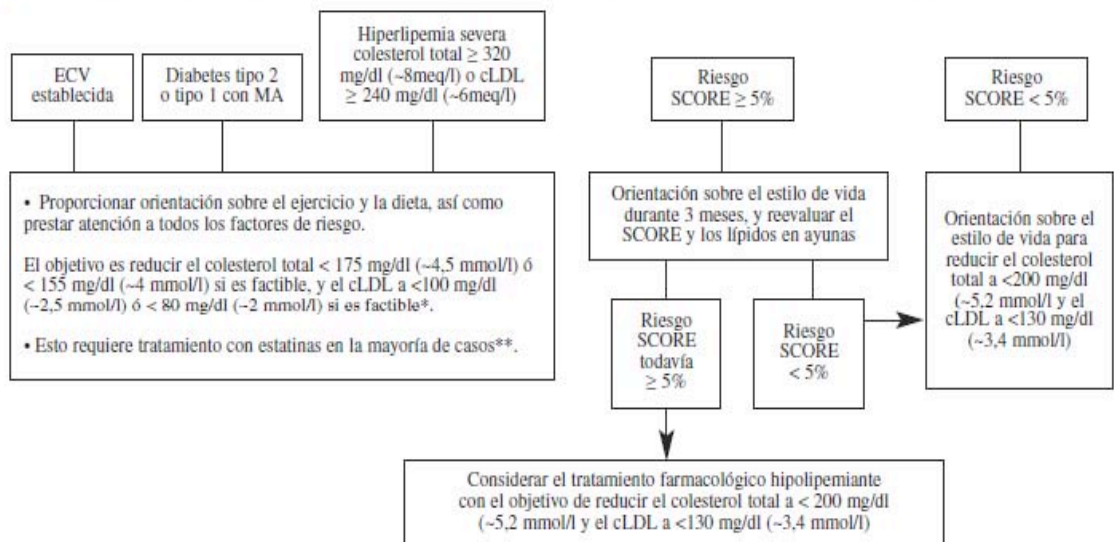 ECV
establecida
Diabetes tipo 2
o tipo 1 con MA
Hiperlipemia severa
colesterol total ≥ 320
mg/dl (~8meq/l) o cLDL
≥ 240 mg/dl (~6meq/l)
Riesgo
SCORE ≥ 5%
Riesgo
SCORE < 5%
• Proporcionar orientación sobre el ejercicio y la dieta, así como
prestar atención a todos los factores de riesgo.
El objetivo es reducir el colesterol total < 175 mg/dl (~4,5 mmol/l) ó
< 155 mg/dl (~4 mmol/l) si es factible, y el cLDL a <100 mg/dl
(~2,5 mmol/l) ó < 80 mg/dl (~2 mmol/l) si es factible*.
• Esto requiere tratamiento con estatinas en la mayoría de casos**.
Orientación sobre el estilo de vida
durante 3 meses, y reevaluar el
SCORE y los lípidos en ayunas
Orientación sobre el
estilo de vida para
reducir el colesterol
total a <200 mg/dl
(~5,2 mmol/l y el
cLDL a <130 mg/dl
(~3,4 mmol/l)
Riesgo
SCORE
todavía
≥ 5%
Riesgo
SCORE
< 5%
Considerar el tratamiento farmacológico hipolipemiante
con el objetivo de reducir el colesterol total a < 200 mg/dl
(~5,2 mmol/l y el cLDL a <130 mg/dl (~3,4 mmol/l)